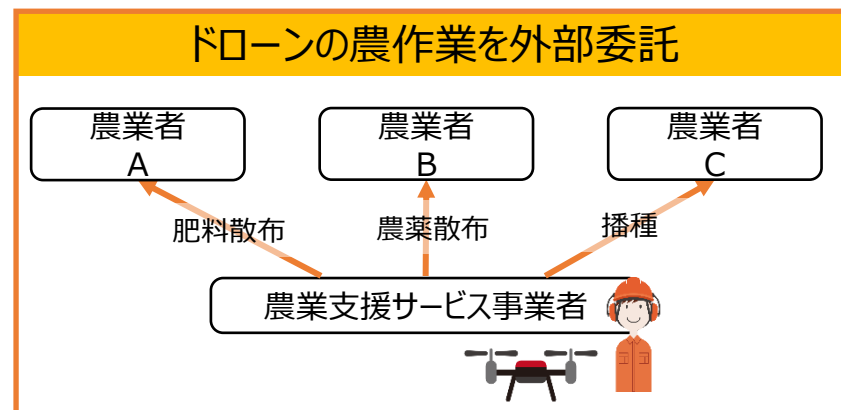 ドローンの農作業を外部委託
農業者
A
農業者
B
農業者
C
肥料散布
農薬散布
播種
農業支援サービス事業者